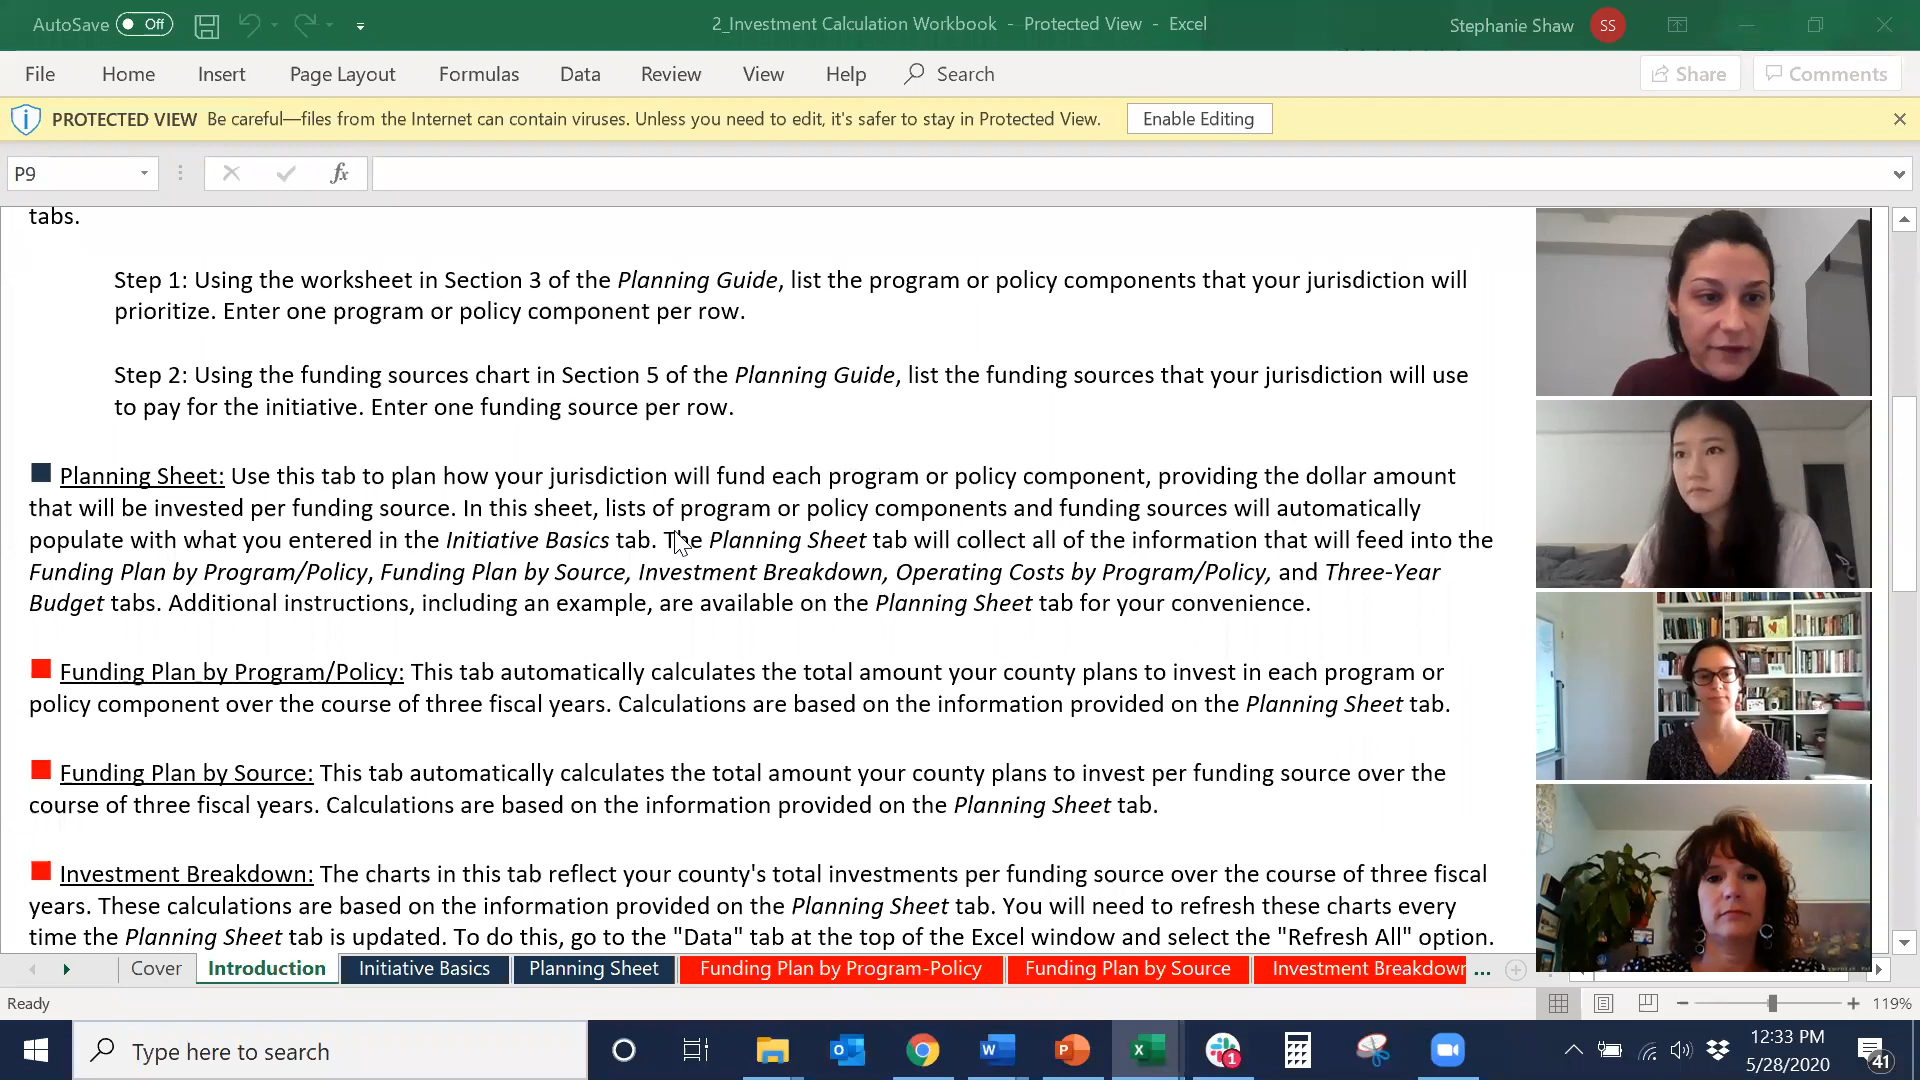 AutoSave Off 2_Investment Calculation Workbook - Protected View - Excel Stephanie Shaw SS
File Home Insert Page Layout Formulas Data Review View Help Search Share Comments
PROTECTED VIEW Be careful—files from the Internet can contain viruses. Unless you need to edit, it's safer to stay in Protected View. Enable Editing
P9 fx
tabs.
Step 1: Using the worksheet in Section 3 of the Planning Guide, list the program or policy components that your jurisdiction will
prioritize. Enter one program or policy component per row.
Step 2: Using the funding sources chart in Section 5 of the Planning Guide, list the funding sources that your jurisdiction will use
to pay for the initiative. Enter one funding source per row.
Planning Sheet: Use this tab to plan how your jurisdiction will fund each program or policy component, providing the dollar amount
that will be invested per funding source. In this sheet, lists of program or policy components and funding sources will automatically
populate with what you entered in the Initiative Basics tab. The Planning Sheet tab will collect all of the information that will feed into the
Funding Plan by Program/Policy, Funding Plan by Source, Investment Breakdown, Operating Costs by Program/Policy, and Three-Year
Budget tabs. Additional instructions, including an example, are available on the Planning Sheet tab for your convenience.
Funding Plan by Program/Policy: This tab automatically calculates the total amount your county plans to invest in each program or
policy component over the course of three fiscal years. Calculations are based on the information provided on the Planning Sheet tab.
Funding Plan by Source: This tab automatically calculates the total amount your county plans to invest per funding source over the
course of three fiscal years. Calculations are based on the information provided on the Planning Sheet tab.
Investment Breakdown: The charts in this tab reflect your county's total investments per funding source over the course of three fiscal
years. These calculations are based on the information provided on the Planning Sheet tab. You will need to refresh these charts every
time the Planning Sheet tab is updated. To do this, go to the "Data" tab at the top of the Excel window and select the "Refresh All" option.
Cover Introduction Initiative Basics Planning Sheet Funding Plan by Program-Policy Funding Plan by Source Investment Breakdown ...
Ready 119%
Type here to search 12:33 PM
5/28/2020 41